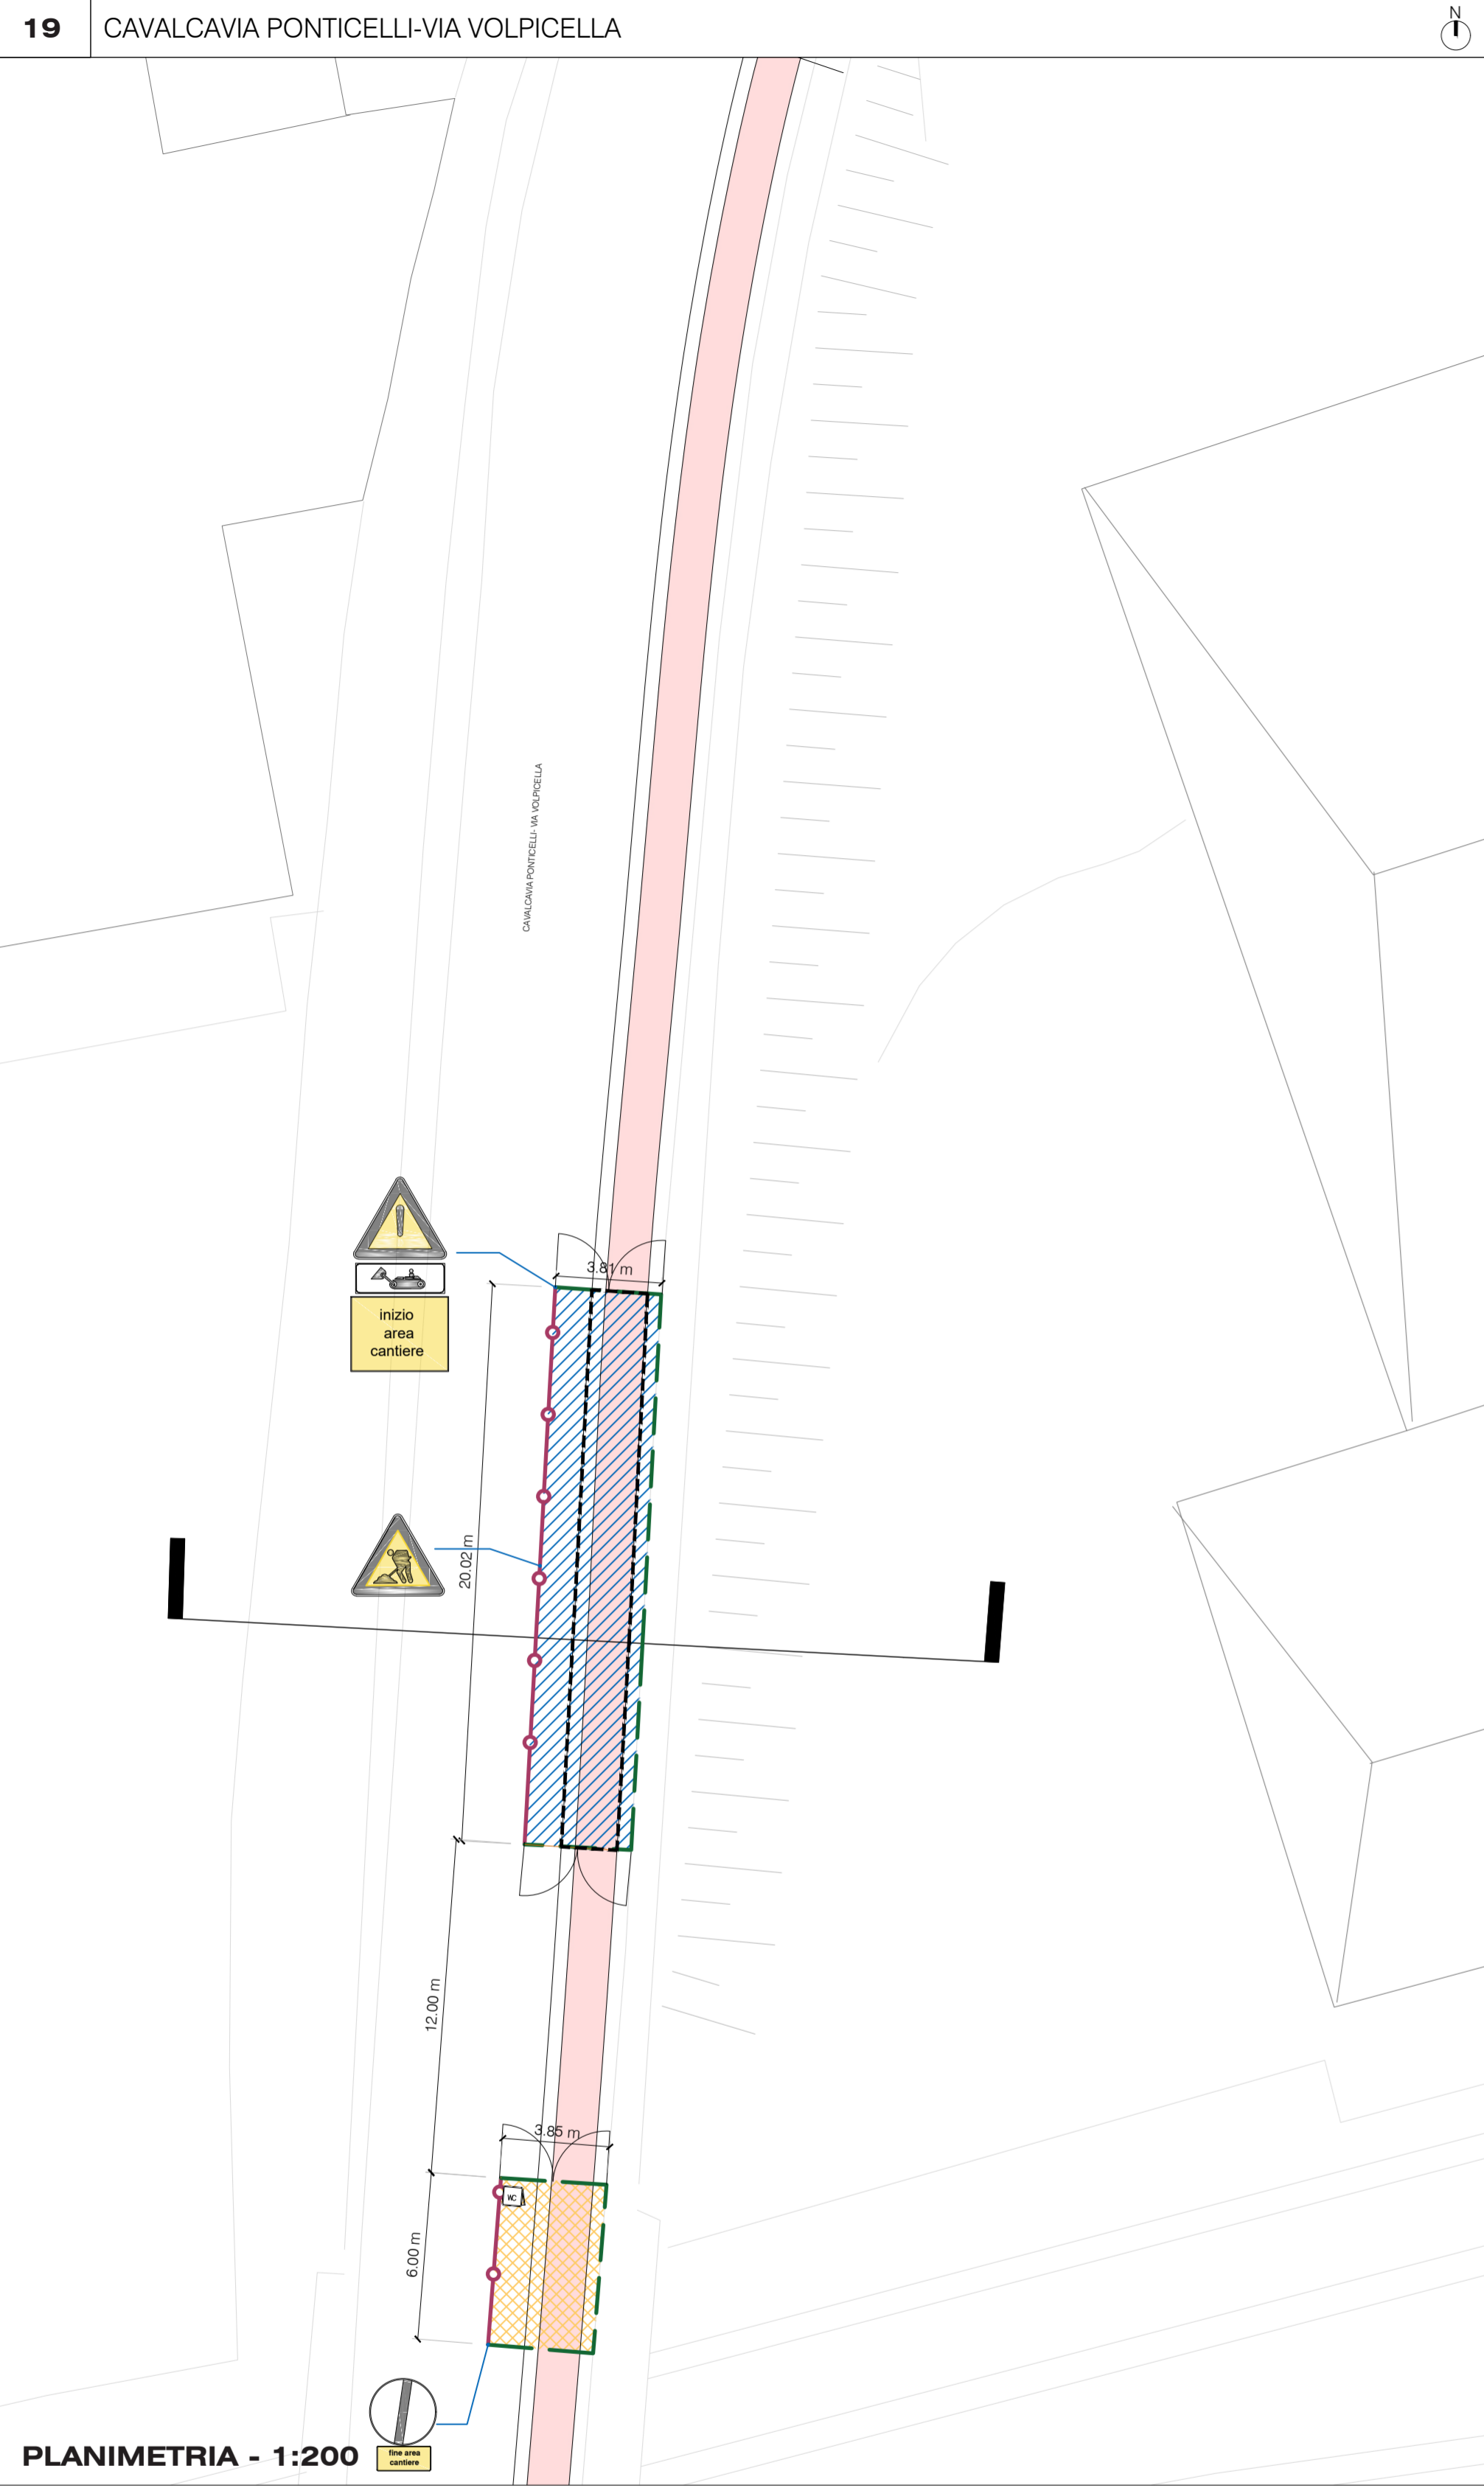 19
CAVALCAVIA PONTICELLI-VIA VOLPICELLA
N
CAVALCAVIA PONTICELLI- VIA VOLPICELLA
3.81 m
inizio
area
cantiere
20.02 m
12.00 m
3.85 m
WC
6.00 m
fine area
cantiere
PLANIMETRIA - 1:200